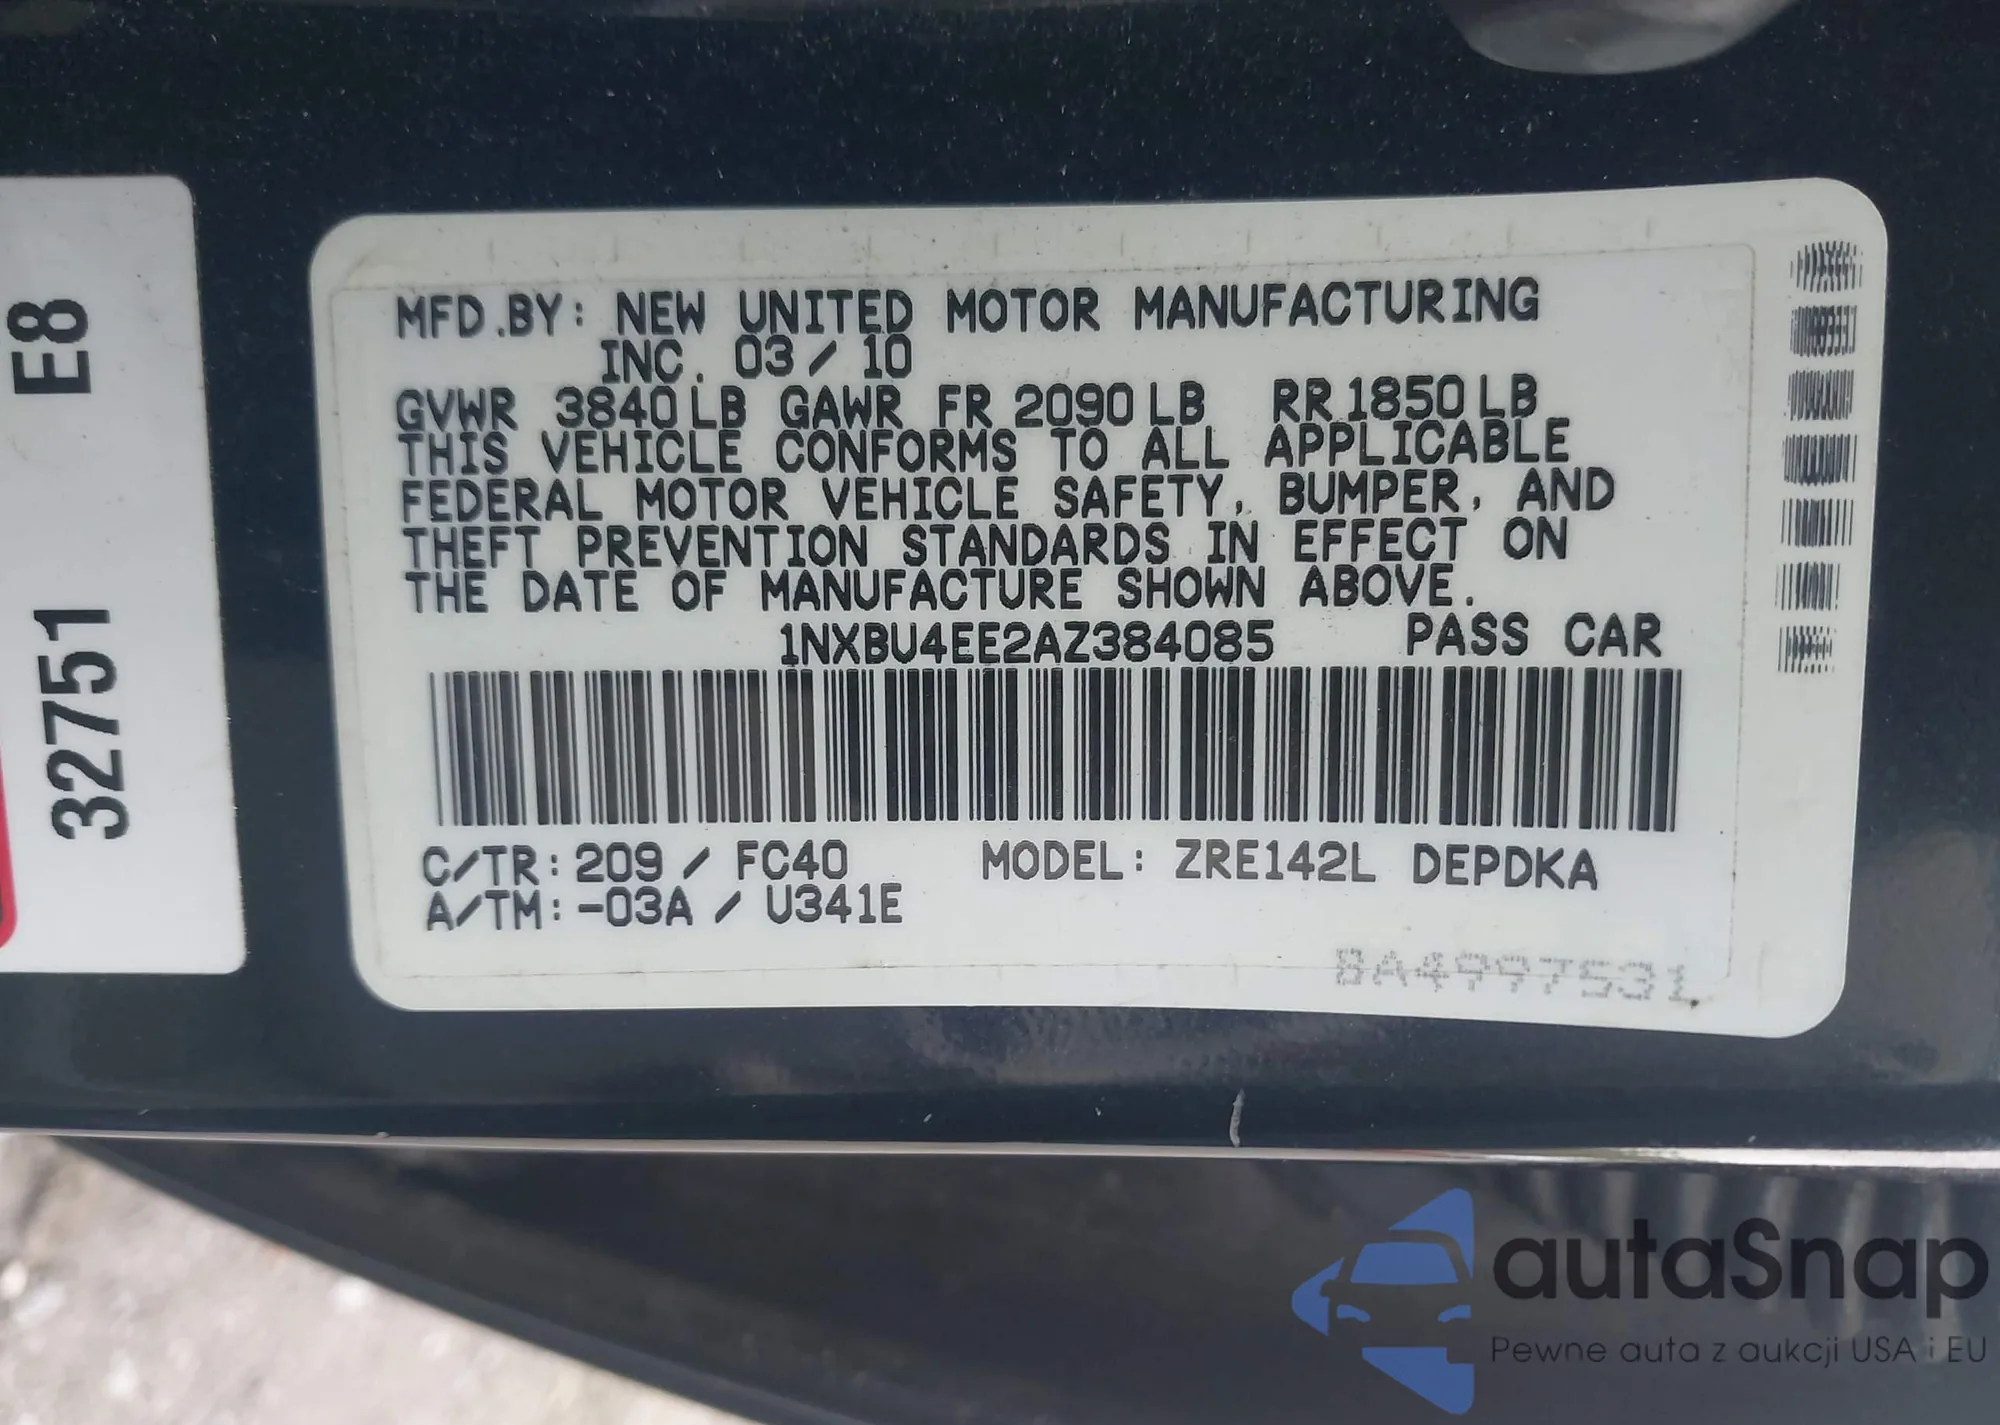 E8
32751
MFD.BY: NEW UNITED MOTOR MANUFACTURING
INC. 03/10
GVWR 3840LB GAWR FR 2090LB RR 1850LB
THIS VEHICLE CONFORMS TO ALL APPLICABLE
FEDERAL MOTOR VEHICLE SAFETY, BUMPER, AND
THEFT PREVENTION STANDARDS IN EFFECT ON
THE DATE OF MANUFACTURE SHOWN ABOVE.
1NXBU4EE2AZ384085 PASS CAR
C/TR: 209 / FC40 MODEL: ZRE142L DEPDKA
A/TM: -03A / U341E
autaSnap
Pewne auta z aukcji USA i EU